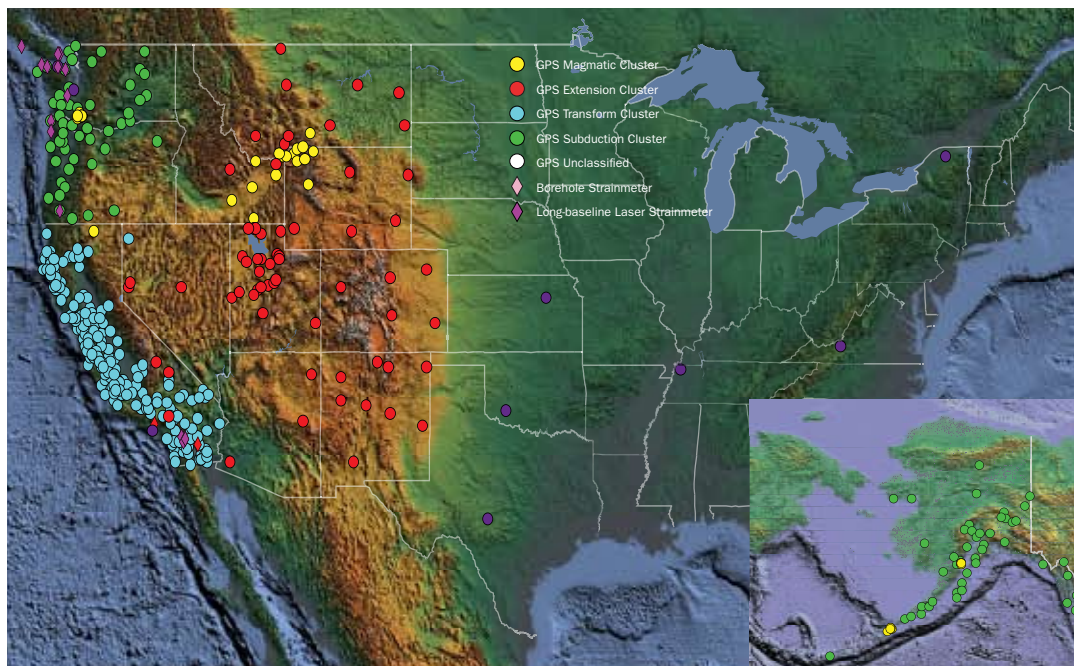 GPS Magmatic Cluster
GPS Extension Cluster
GPS Transform Cluster
GPS Subduction Cluster
GPS Unclassified
Borehole Strainmeter
Long-baseline Laser Strainmeter